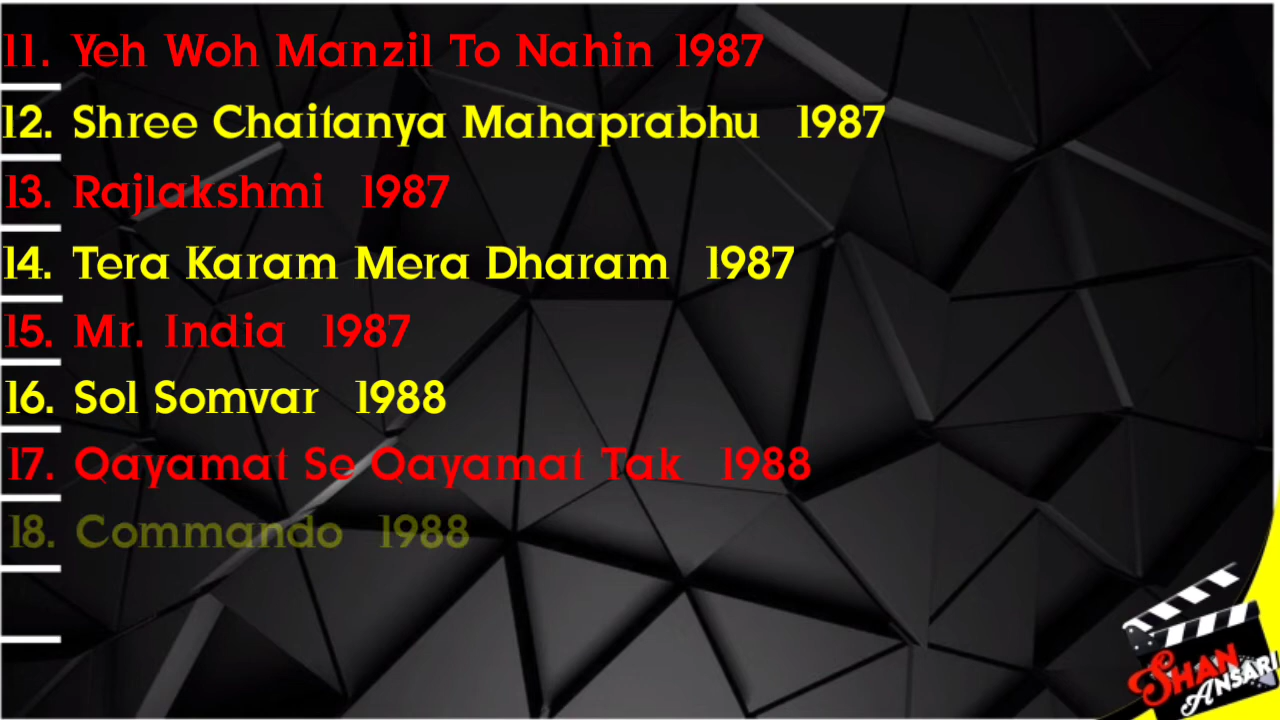 11. Yeh Woh Manzil To Nahin 1987
12. Shree Chaitanya Mahaprabhu 1987
13. Rajlakshmi 1987
14. Tera Karam Mera Dharam 1987
15. Mr. India 1987
16. Sol Somvar 1988
17. Qayamat Se Qayamat Tak 1988
18. Commando 1988
SHAN
ANSARI